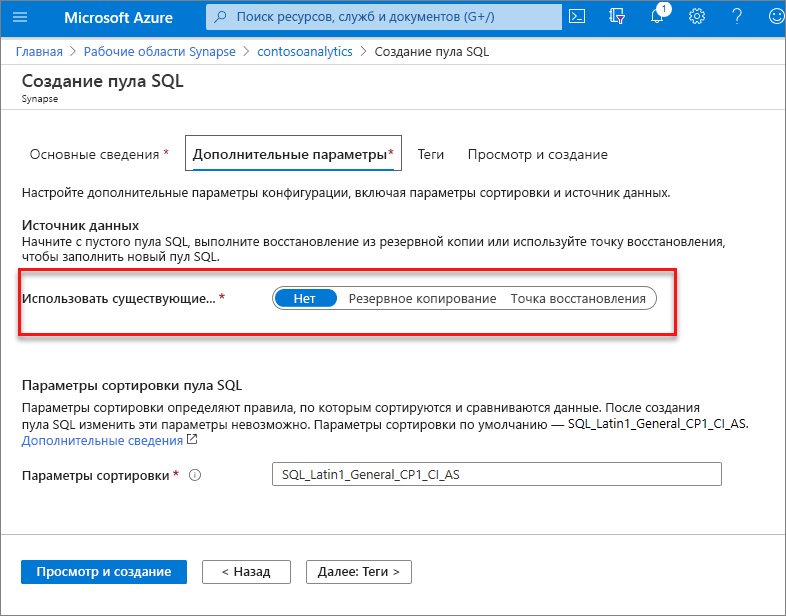 Microsoft Azure
Поиск ресурсов, служб и документов (G+/)
1
Главная > Рабочие области Synapse > contosoanalytics > Создание пула SQL
Создание пула SQL
Synapse
Основные сведения * Дополнительные параметры* Теги Просмотр и создание
Настройте дополнительные параметры конфигурации, включая параметры сортировки и источник данных.
Источник данных
Начните с пустого пула SQL, выполните восстановление из резервной копии или используйте точку восстановления,
чтобы заполнить новый пул SQL.
Использовать существующие... * Нет Резервное копирование Точка восстановления
Параметры сортировки пула SQL
Параметры сортировки определяют правила, по которым сортируются и сравниваются данные. После создания
пула SQL изменить эти параметры невозможно. Параметры сортировки по умолчанию — SQL_Latin1_General_CP1_CI_AS.
Дополнительные сведения
Параметры сортировки * SQL_Latin1_General_CP1_CI_AS
Просмотр и создание < Назад Далее: Теги >